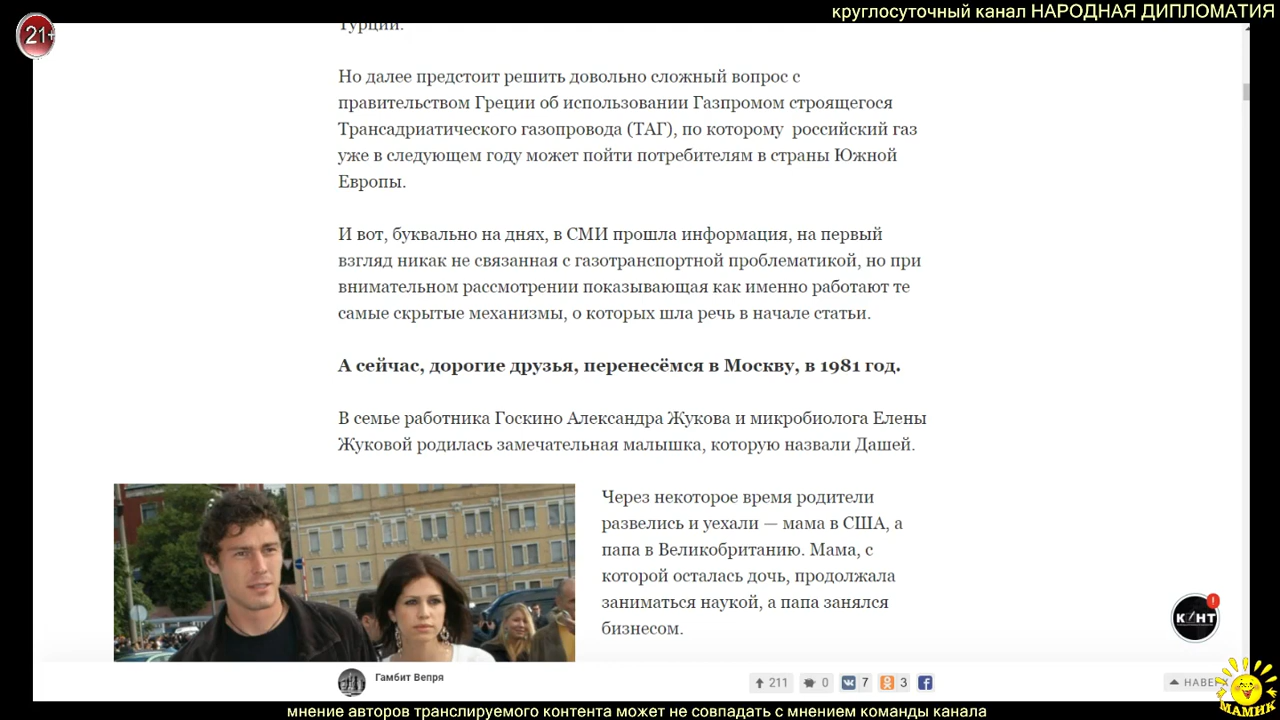 круглосуточный канал НАРОДНАЯ ДИПЛОМАТИЯ
21+
Турции.
Но далее предстоит решить довольно сложный вопрос с
правительством Греции об использовании Газпромом строящегося
Трансадриатического газопровода (ТАГ), по которому российский газ
уже в следующем году может пойти потребителям в страны Южной
Европы.
И вот, буквально на днях, в СМИ прошла информация, на первый
взгляд никак не связанная с газотранспортной проблематикой, но при
внимательном рассмотрении показывающая как именно работают те
самые скрытые механизмы, о которых шла речь в начале статьи.
А сейчас, дорогие друзья, перенесёмся в Москву, в 1981 год.
В семье работника Госкино Александра Жукова и микробиолога Елены
Жуковой родилась замечательная малышка, которую назвали Дашей.
Через некоторое время родители
развелись и уехали — мама в США, а
папа в Великобританию. Мама, с
которой осталась дочь, продолжала
заниматься наукой, а папа занялся
бизнесом.
КОНТ
!
Гамбит Вепря
211
0
7
3
НАВЕ
МАМИК
мнение авторов транслируемого контента может не совпадать с мнением команды канала